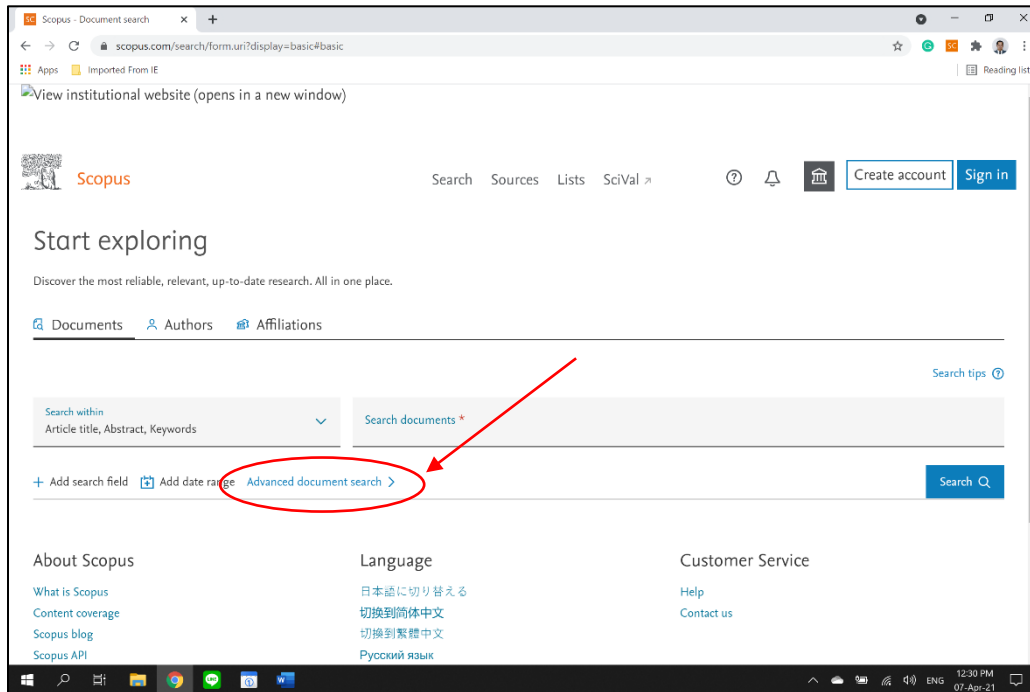 SC Scopus - Document search
scopus.com/search/form.uri?display=basic#basic
SC
Apps Imported From IE Reading list
View institutional website (opens in a new window)
Scopus Search Sources Lists SciVal Create account Sign in
Start exploring
Discover the most reliable, relevant, up-to-date research. All in one place.
Documents Authors Affiliations
Search tips
Search within
Article title, Abstract, Keywords
Search documents *
Add search field Add date range Advanced document search Search
About Scopus Language Customer Service
What is Scopus 日本語に切り替える Help
Content coverage 切换到简体中文 Contact us
Scopus blog 切換到繁體中文
Scopus API Русский язык
ENG 12:30 PM
07-Apr-21